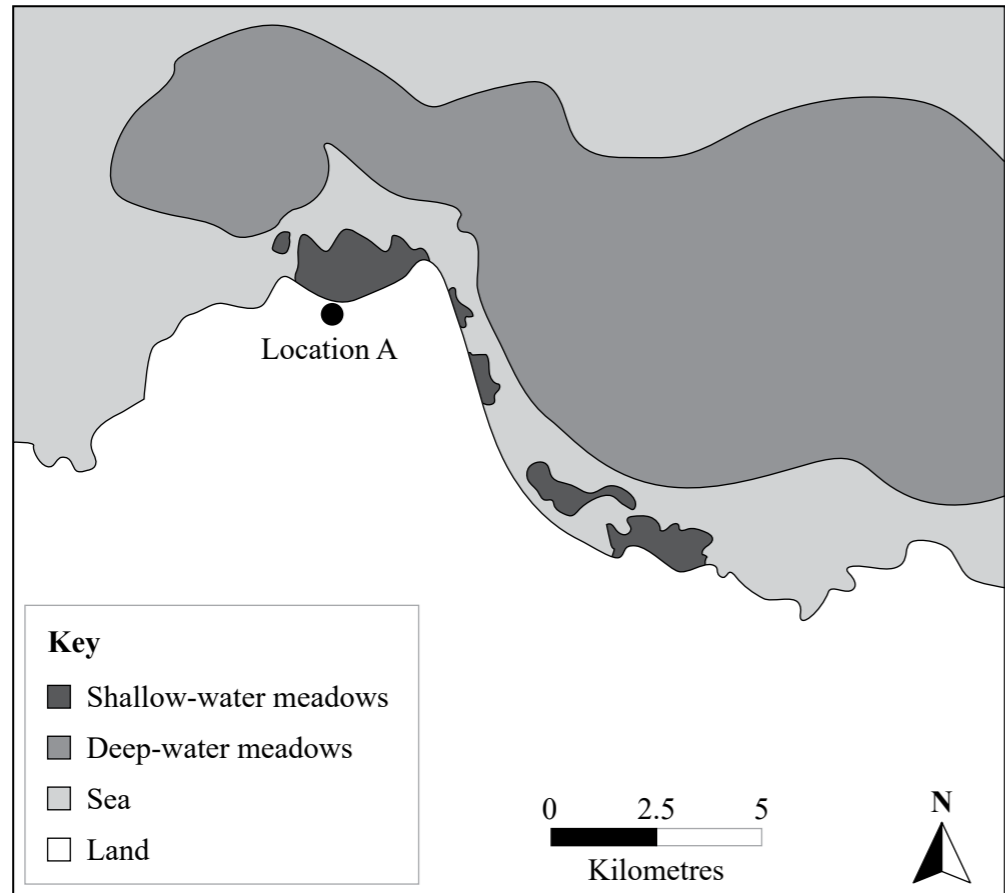 Location A
Key
Shallow-water meadows
Deep-water meadows
Sea
Land
0 2.5 5
Kilometres
N